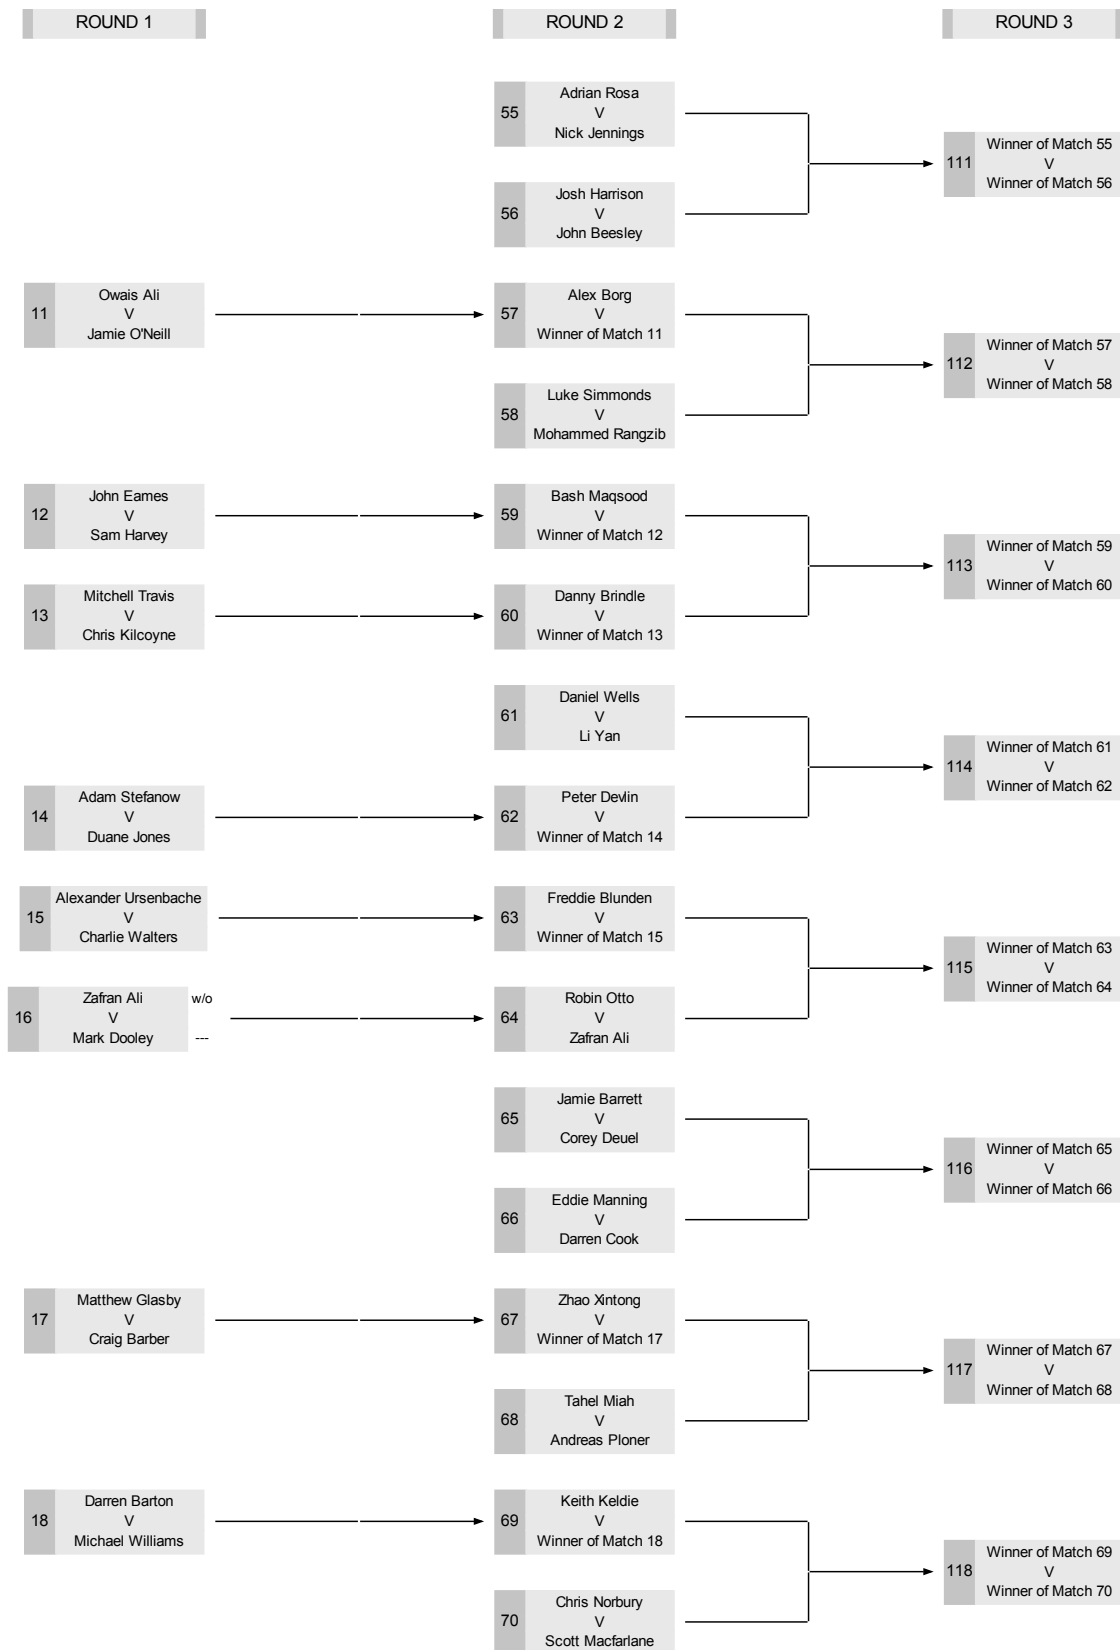 ROUND 1
ROUND 2
ROUND 3
55
Adrian Rosa
V
Nick Jennings
111
Winner of Match 55
V
Winner of Match 56
56
Josh Harrison
V
John Beesley
11
Owais Ali
V
Jamie O'Neill
57
Alex Borg
V
Winner of Match 11
112
Winner of Match 57
V
Winner of Match 58
58
Luke Simmonds
V
Mohammed Rangzib
12
John Eames
V
Sam Harvey
59
Bash Maqsood
V
Winner of Match 12
113
Winner of Match 59
V
Winner of Match 60
13
Mitchell Travis
V
Chris Kilcoyne
60
Danny Brindle
V
Winner of Match 13
61
Daniel Wells
V
Li Yan
114
Winner of Match 61
V
Winner of Match 62
14
Adam Stefanow
V
Duane Jones
62
Peter Devlin
V
Winner of Match 14
15
Alexander Ursenbache
V
Charlie Walters
63
Freddie Blunden
V
Winner of Match 15
115
Winner of Match 63
V
Winner of Match 64
16
Zafran Ali w/o
V
Mark Dooley ---
64
Robin Otto
V
Zafran Ali
65
Jamie Barrett
V
Corey Deuel
116
Winner of Match 65
V
Winner of Match 66
66
Eddie Manning
V
Darren Cook
17
Matthew Glasby
V
Craig Barber
67
Zhao Xintong
V
Winner of Match 17
117
Winner of Match 67
V
Winner of Match 68
68
Tahel Miah
V
Andreas Ploner
18
Darren Barton
V
Michael Williams
69
Keith Keldie
V
Winner of Match 18
118
Winner of Match 69
V
Winner of Match 70
70
Chris Norbury
V
Scott Macfarlane